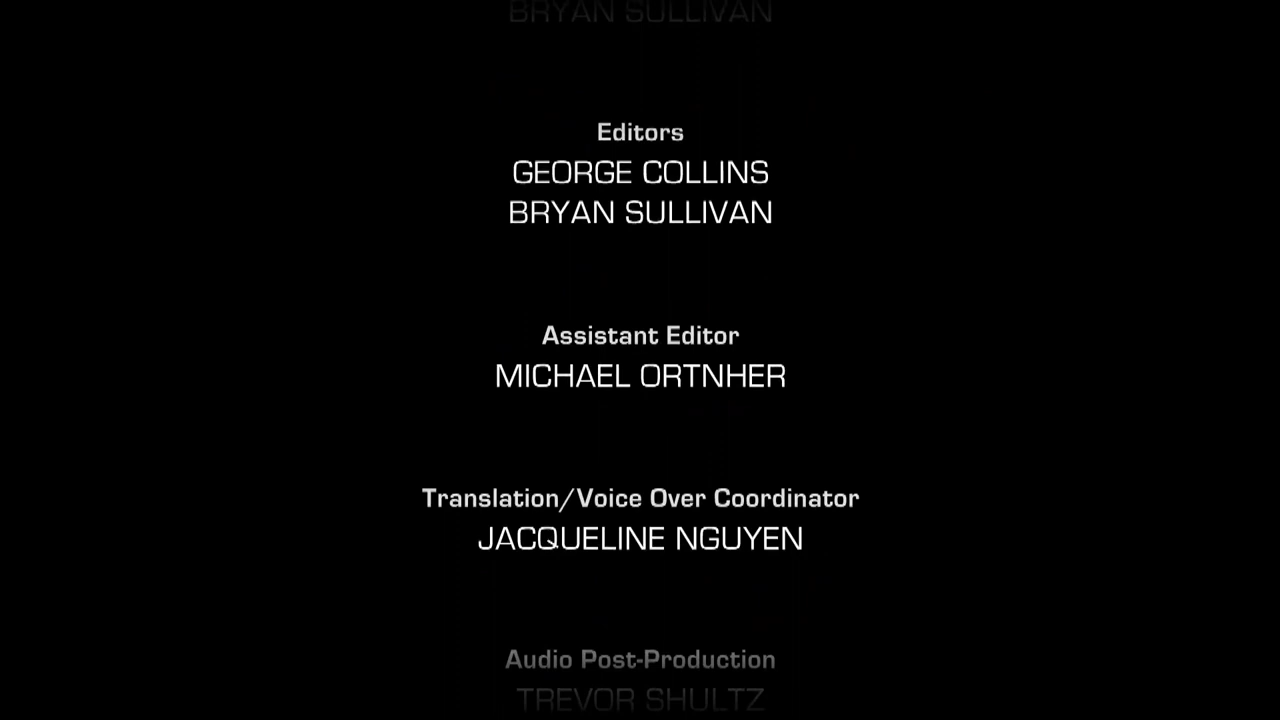 BRYAN SULLIVAN
Editors
GEORGE COLLINS
BRYAN SULLIVAN
Assistant Editor
MICHAEL ORTNHER
Translation/Voice Over Coordinator
JACQUELINE NGUYEN
Audio Post-Production
TREVOR SHULTZ